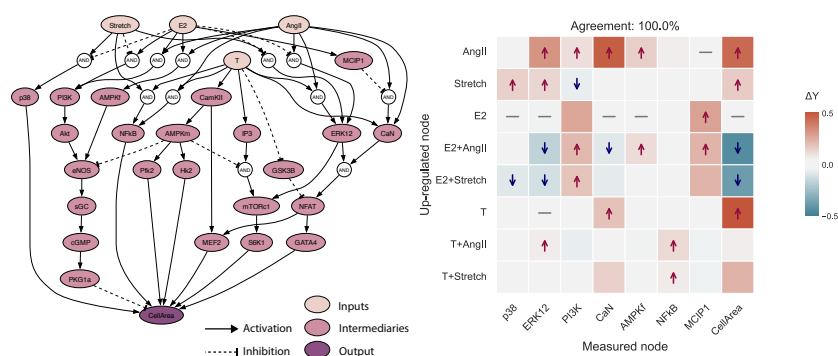 Stretch
E2
AngII
AND
AND
AND
AND
AND
AND
T
MCIP1
AND
p38
PI3K
AMPKf
AND
AND
CamKII
AND
AND
Akt
NFkB
AMPKm
IP3
ERK12
CaN
eNOS
Pfk2
Hk2
AND
GSK3B
AND
sGC
mTORc1
NFAT
cGMP
MEF2
S6K1
GATA4
PKG1a
CellArea
Activation
Inhibition
Inputs
Intermediaries
Output
Agreement: 100.0%
Up-regulated node
AngII
Stretch
E2
E2+AngII
E2+Stretch
T
T+AngII
T+Stretch
p38
ERK12
PI3K
CaN
AMPKf
NFkB
MCIP1
CellArea
Measured node
ΔY
0.5
0.0
−0.5